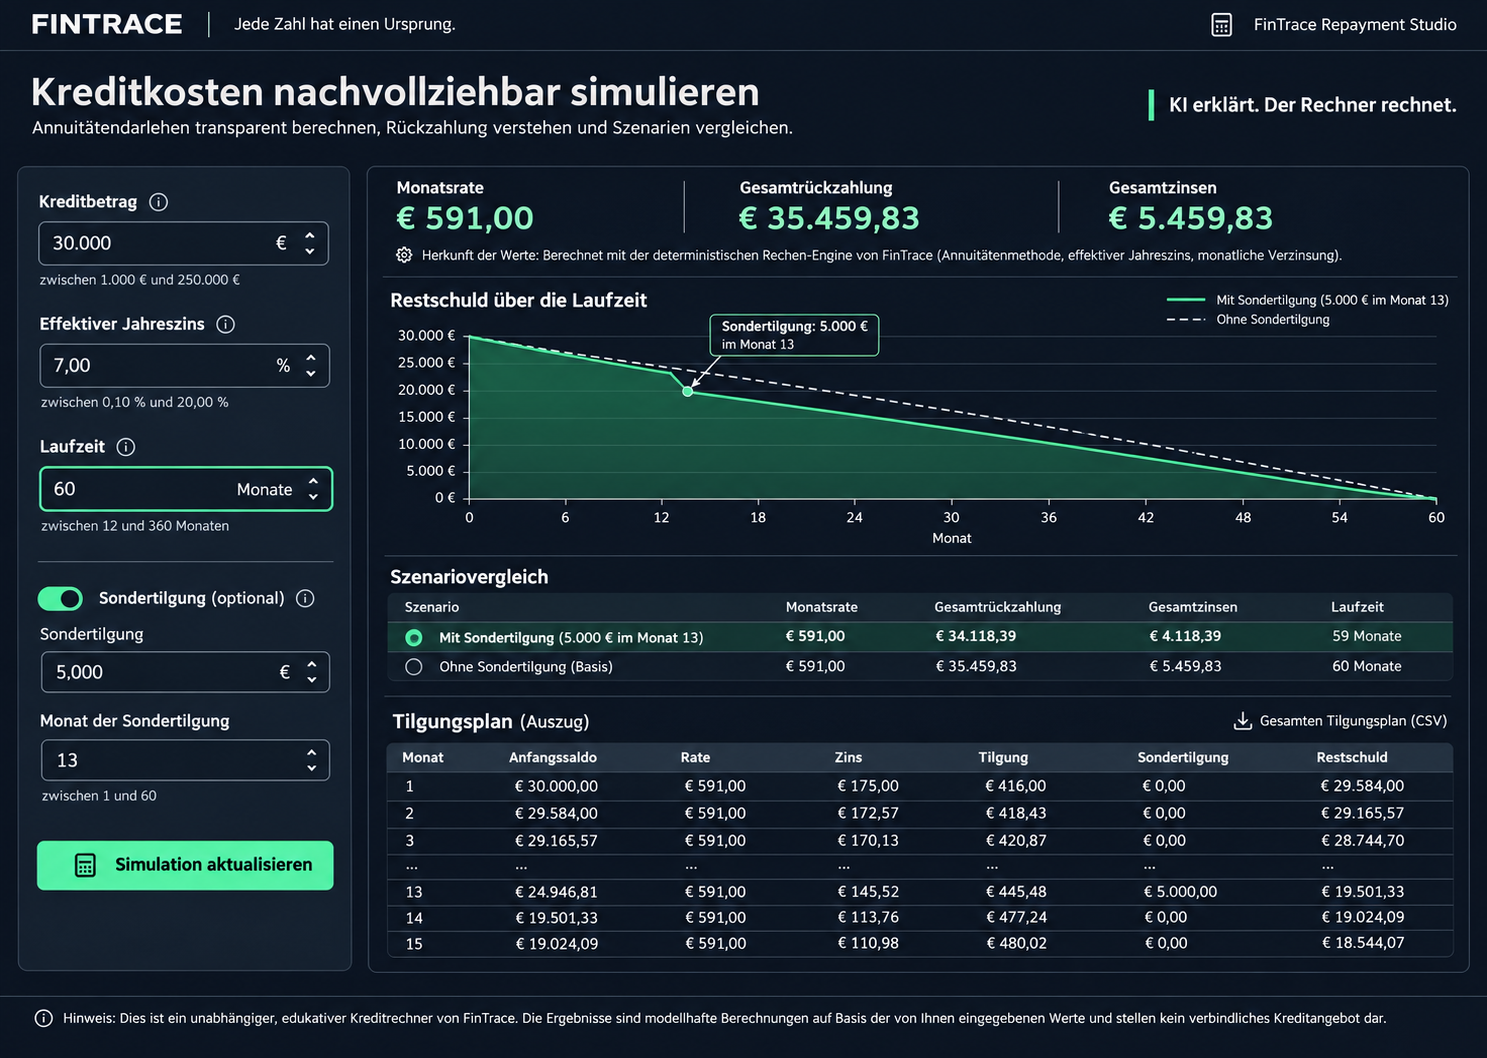 FINTRACE | Jede Zahl hat einen Ursprung.
FinTrace Repayment Studio
Kreditkosten nachvollziehbar simulieren
Annuitätendarlehen transparent berechnen, Rückzahlung verstehen und Szenarien vergleichen.
KI erklärt. Der Rechner rechnet.
Kreditbetrag
30.000 €
zwischen 1.000 € und 250.000 €
Effektiver Jahreszins
7,00 %
zwischen 0,10 % und 20,00 %
Laufzeit
60 Monate
zwischen 12 und 360 Monaten
Sondertilgung (optional)
Sondertilgung
5,000 €
Monat der Sondertilgung
13
zwischen 1 und 60
Simulation aktualisieren
Monatsrate
€ 591,00
Gesamtrückzahlung
€ 35.459,83
Gesamtzinsen
€ 5.459,83
Herkunft der Werte: Berechnet mit der deterministischen Rechen-Engine von FinTrace (Annuitätenmethode, effektiver Jahreszins, monatliche Verzinsung).
Restschuld über die Laufzeit
Mit Sondertilgung (5.000 € im Monat 13)
Ohne Sondertilgung
Sondertilgung: 5.000 €
im Monat 13
30.000 €
25.000 €
20.000 €
15.000 €
10.000 €
5.000 €
0 €
0 6 12 18 24 30 36 42 48 54 60
Monat
Szenariovergleich
Szenario Monatsrate Gesamtrückzahlung Gesamtzinsen Laufzeit
Mit Sondertilgung (5.000 € im Monat 13) € 591,00 € 34.118,39 € 4.118,39 59 Monate
Ohne Sondertilgung (Basis) € 591,00 € 35.459,83 € 5.459,83 60 Monate
Tilgungsplan (Auszug)
Gesamten Tilgungsplan (CSV)
Monat Anfangssaldo Rate Zins Tilgung Sondertilgung Restschuld
1 € 30.000,00 € 591,00 € 175,00 € 416,00 € 0,00 € 29.584,00
2 € 29.584,00 € 591,00 € 172,57 € 418,43 € 0,00 € 29.165,57
3 € 29.165,57 € 591,00 € 170,13 € 420,87 € 0,00 € 28.744,70
... ... ... ... ... ... ...
13 € 24.946,81 € 591,00 € 145,52 € 445,48 € 5.000,00 € 19.501,33
14 € 19.501,33 € 591,00 € 113,76 € 477,24 € 0,00 € 19.024,09
15 € 19.024,09 € 591,00 € 110,98 € 480,02 € 0,00 € 18.544,07
Hinweis: Dies ist ein unabhängiger, edukativer Kreditrechner von FinTrace. Die Ergebnisse sind modellhafte Berechnungen auf Basis der von Ihnen eingegebenen Werte und stellen kein verbindliches Kreditangebot dar.